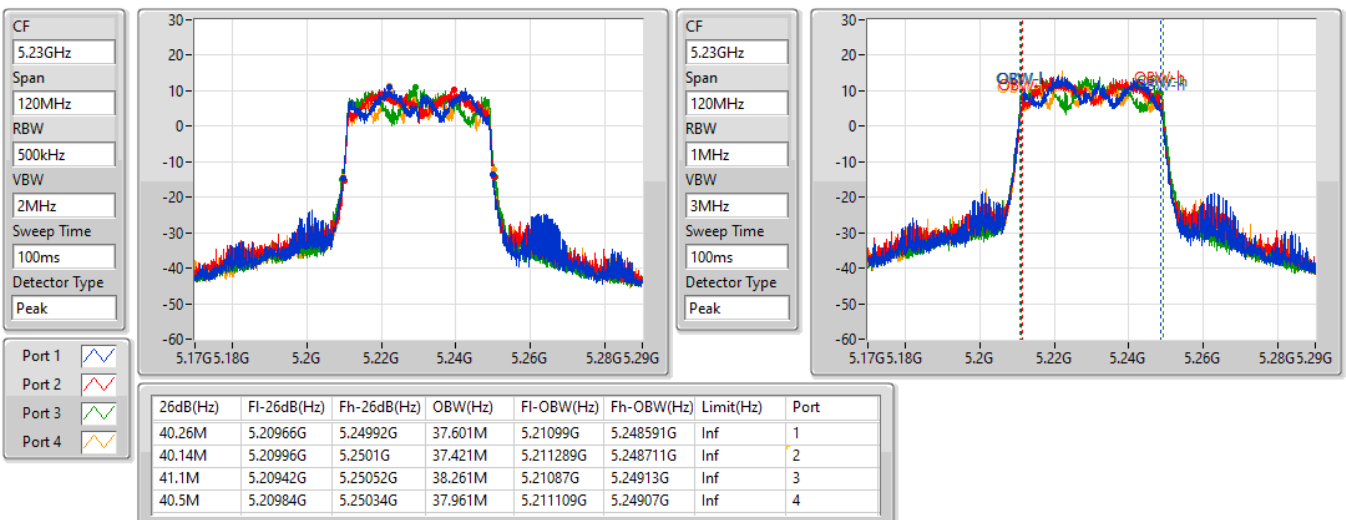 CF
5.23GHz
Span
120MHz
RBW
500kHz
VBW
2MHz
Sweep Time
100ms
Detector Type
Peak
30
20
10
0
-10
-20
-30
-40
-50
-60
5.17G 5.18G 5.2G 5.22G 5.24G 5.26G 5.28G 5.29G
CF
5.23GHz
Span
120MHz
RBW
1MHz
VBW
3MHz
Sweep Time
100ms
Detector Type
Peak
30
20
10
0
-10
-20
-30
-40
-50
-60
OBW-l OBW-h
5.17G 5.18G 5.2G 5.22G 5.24G 5.26G 5.28G 5.29G
Port 1
Port 2
Port 3
Port 4
26dB(Hz) Fl-26dB(Hz) Fh-26dB(Hz) OBW(Hz) Fl-OBW(Hz) Fh-OBW(Hz) Limit(Hz) Port
40.26M 5.20966G 5.24992G 37.601M 5.21099G 5.248591G Inf 1
40.14M 5.20996G 5.2501G 37.421M 5.211289G 5.248711G Inf 2
41.1M 5.20942G 5.25052G 38.261M 5.21087G 5.24913G Inf 3
40.5M 5.20984G 5.25034G 37.961M 5.211109G 5.24907G Inf 4